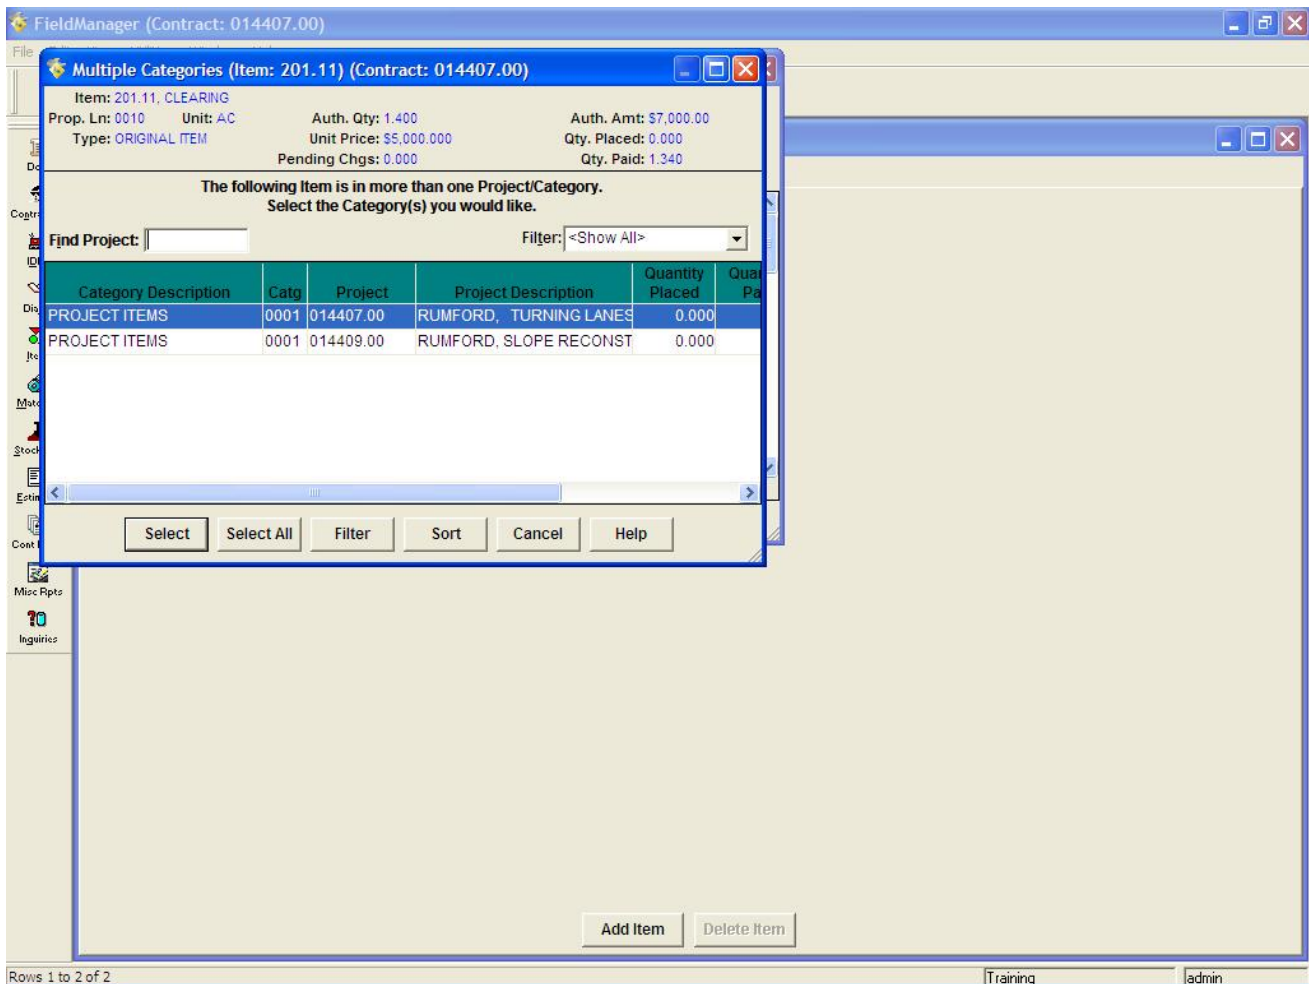 FieldManager (Contract: 014407.00)
File
Multiple Categories (Item: 201.11) (Contract: 014407.00)
Item: 201.11, CLEARING
Prop. Ln: 0010 Unit: AC Auth. Qty: 1.400 Auth. Amt: $7,000.00
Type: ORIGINAL ITEM Unit Price: $5,000.000 Qty. Placed: 0.000
Pending Chgs: 0.000 Qty. Paid: 1.340
The following Item is in more than one Project/Category.
Select the Category(s) you would like.
Find Project: Filter: <Show All>
Quantity
Category Description Catg Project Project Description Placed
PROJECT ITEMS 0001 014407.00 RUMFORD, TURNING LANES 0.000
PROJECT ITEMS 0001 014409.00 RUMFORD, SLOPE RECONST 0.000
Select Select All Filter Sort Cancel Help
Misc Rpts
Inquiries
Add Item Delete Item
Rows 1 to 2 of 2 Training admin